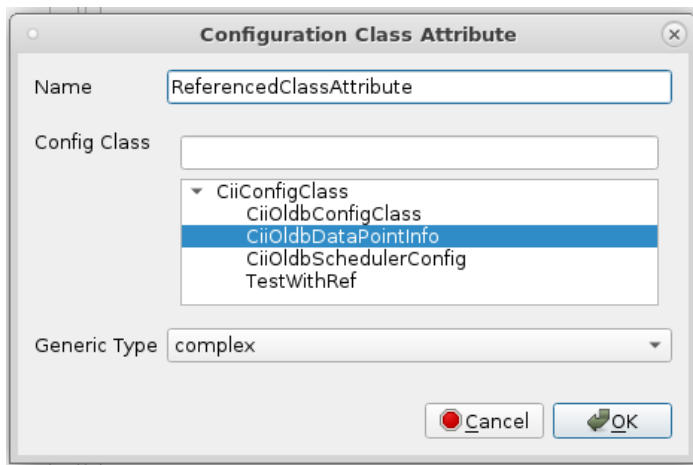 Configuration Class Attribute
Name
ReferencedClassAttribute
Config Class
CiiConfigClass
CiiOldbConfigClass
CiiOldbDataPointInfo
CiiOldbSchedulerConfig
TestWithRef
Generic Type
complex
Cancel
OK